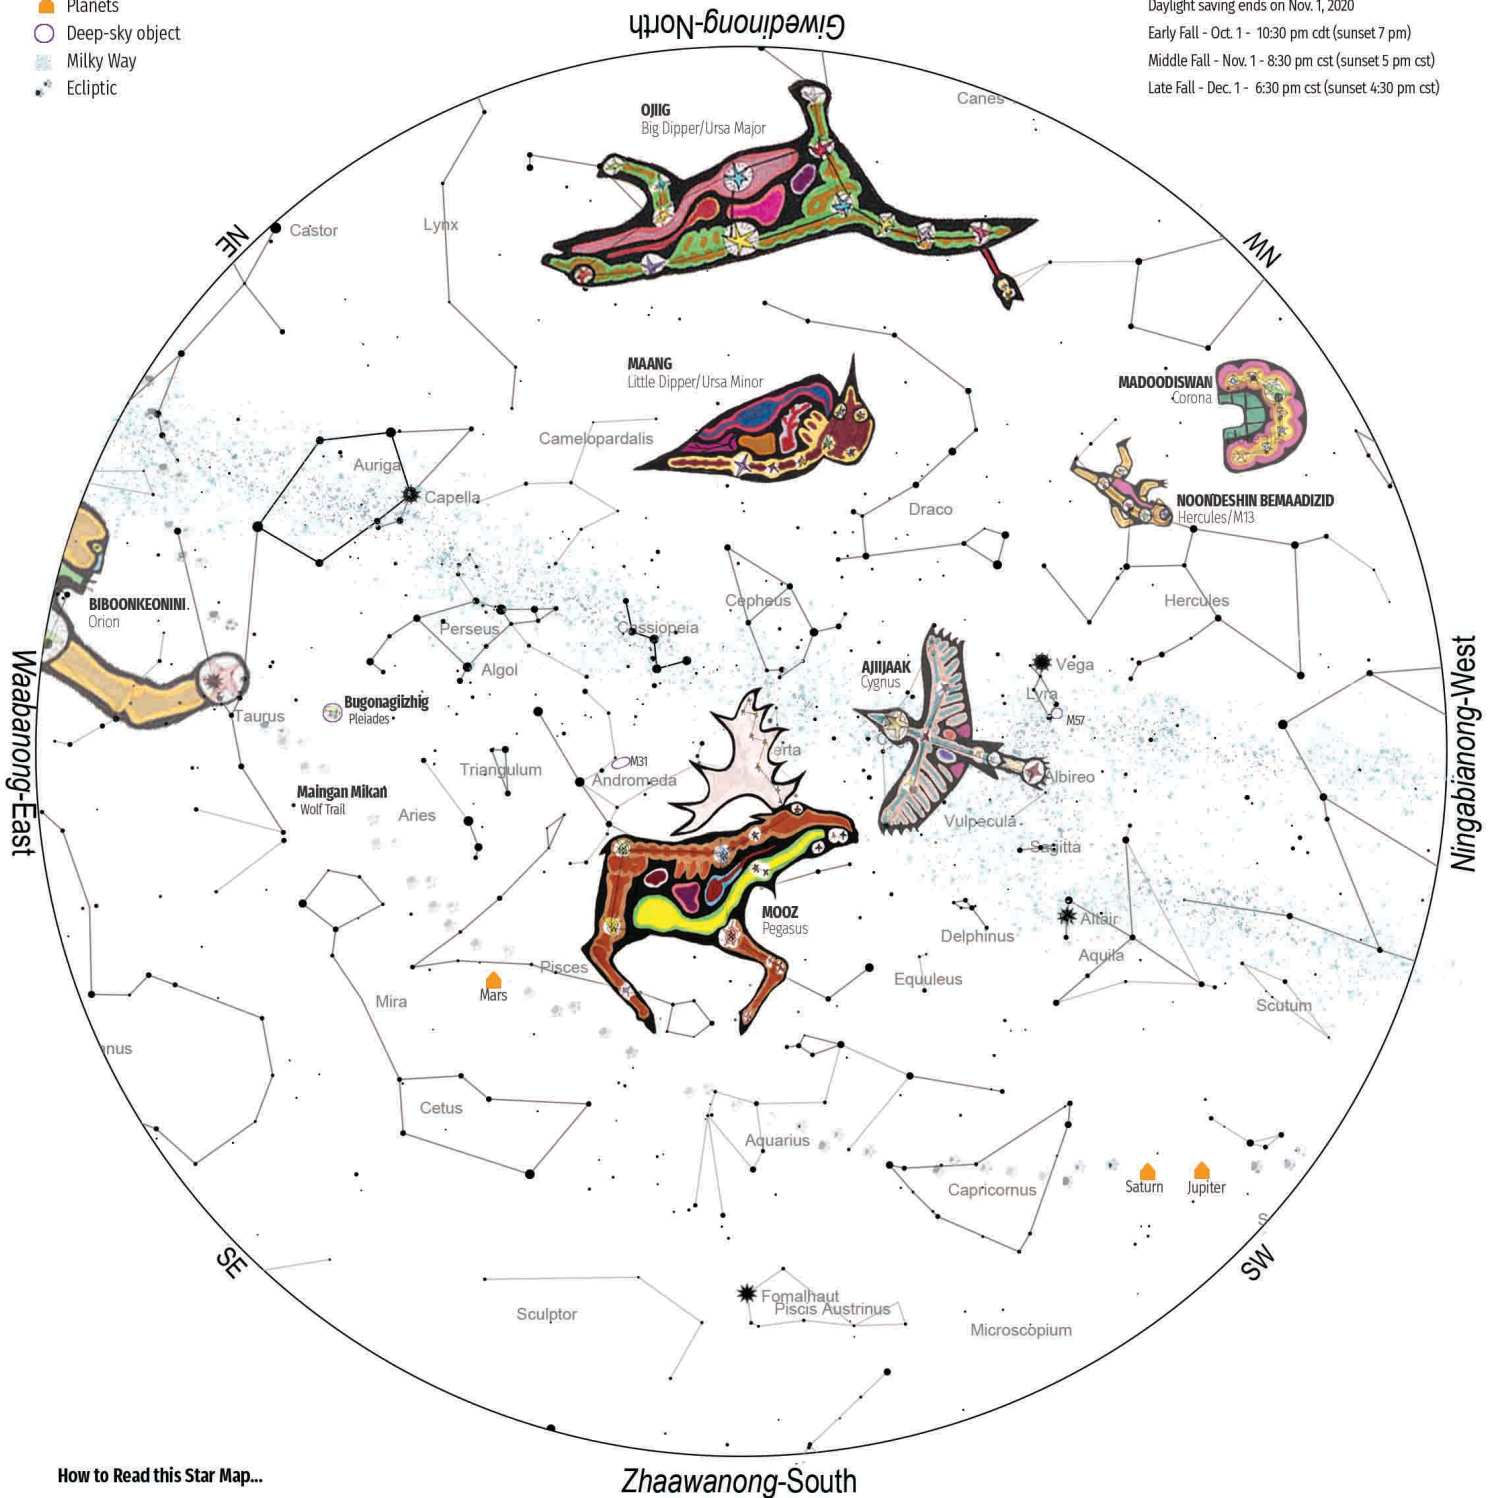 Planets
Deep-sky object
Milky Way
Ecliptic
Daylight saving ends on Nov. 1, 2020
Early Fall - Oct. 1 - 10:30 pm cdt (sunset 7 pm)
Middle Fall - Nov. 1 - 8:30 pm cst (sunset 5 pm cst)
Late Fall - Dec. 1 - 6:30 pm cst (sunset 4:30 pm cst)
Giwedinong-North
NE
NW
OJIIG
Big Dipper/Ursa Major
Canes
Castor
Lynx
MAANG
Little Dipper/Ursa Minor
MADOODISWAN
Corona
Camelopardalis
Auriga
Capella
Draco
NOONDESHIN BEMAADIZID
Hercules/M13
BIBOONKEONINI
Orion
Perseus
Algol
Cassiopeia
Cepheus
Hercules
AJIIJAAK
Cygnus
Vega
Lyra
M57
Waabanong-East
Ningabianong-West
Taurus
Bugonagiizhig
Pleiades
Triangulum
M31
Andromeda
erta
Albireo
Maingan Mikan
Wolf Trail
Aries
Vulpecula
Sagitta
MOOZ
Pegasus
Delphinus
Altair
Aquila
Equuleus
Scutum
Pisces
Mars
Mira
nus
Cetus
Aquarius
Capricornus
Saturn
Jupiter
S
SE
SW
Sculptor
Fomalhaut
Piscis Austrinus
Microscopium
How to Read this Star Map...
Zhaawanong-South